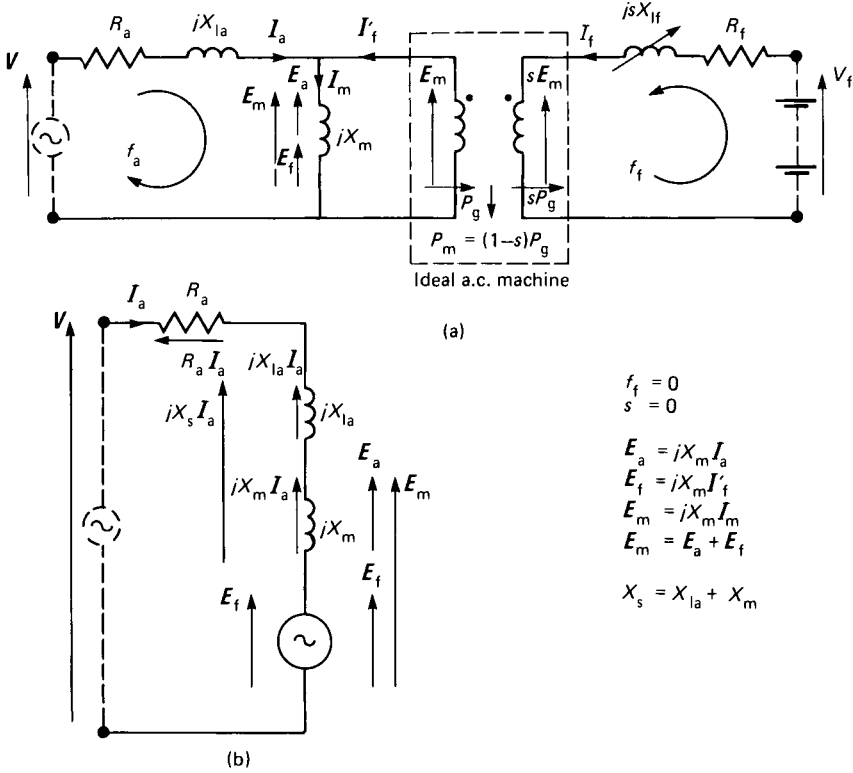 R_a
jX_la
I_a
I'_f
I_f
jsX_lf
R_f
V
E_m
E_a
I_m
E_m
sE_m
V_f
f_a
E_f
jX_m
f_f
P_g
sP_g
P_m = (1–s)P_g
Ideal a.c. machine
(a)
V
I_a
R_a
R_a I_a
jX_la I_a
jX_s I_a
jX_la
E_a
jX_m I_a
E_m
jX_m
E_f
E_f
(b)
f_f = 0
s = 0
E_a = jX_m I_a
E_f = jX_m I'_f
E_m = jX_m I_m
E_m = E_a + E_f
X_s = X_la + X_m